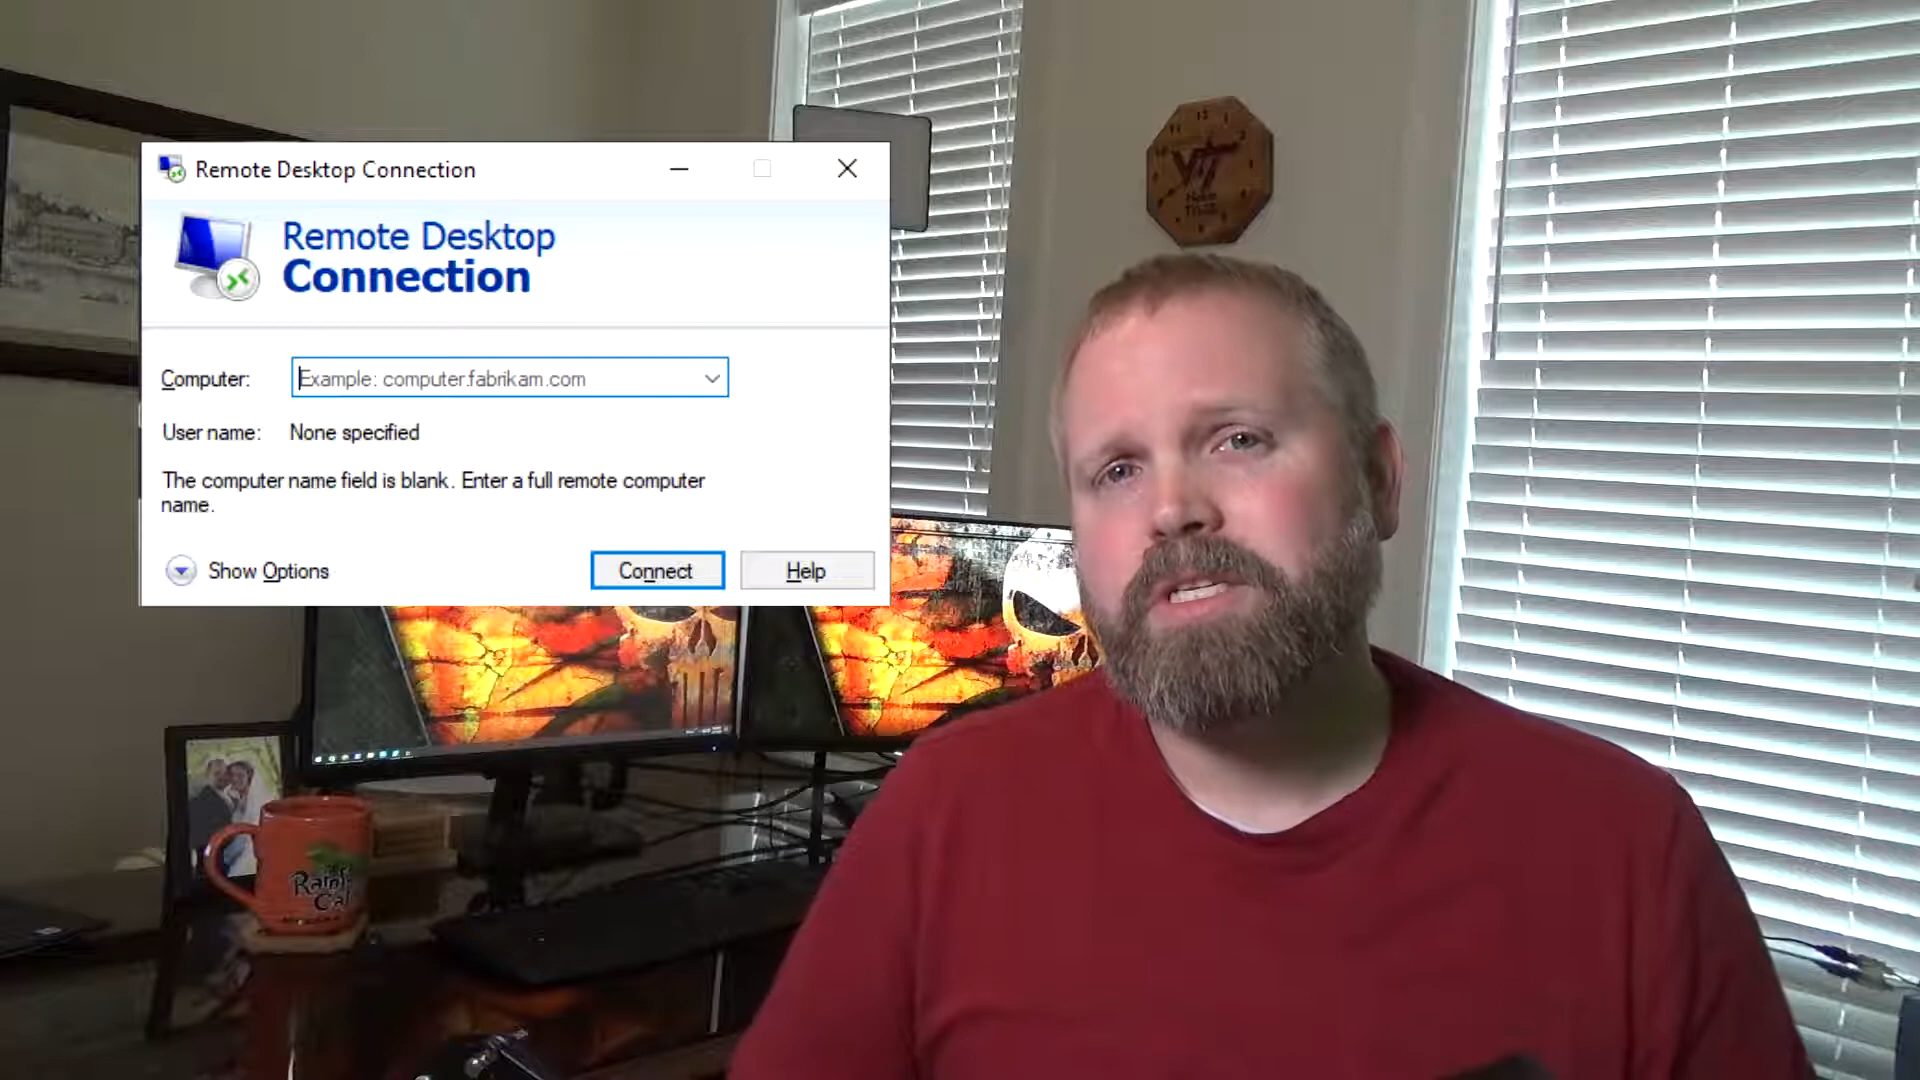 Remote Desktop Connection
Remote Desktop
Connection
Computer:
Example: computer.fabrikam.com
User name: None specified
The computer name field is blank. Enter a full remote computer
name.
Show Options
Connect
Help
VT